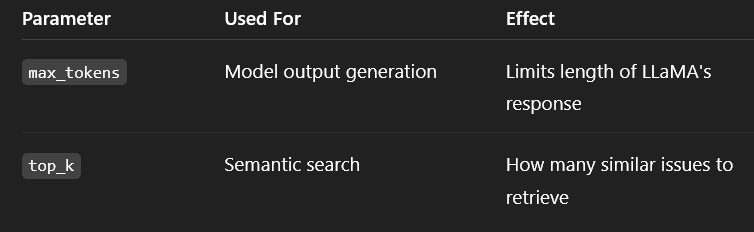 Parameter Used For Effect
max_tokens Model output generation Limits length of LLaMA's
response
top_k Semantic search How many similar issues to
retrieve